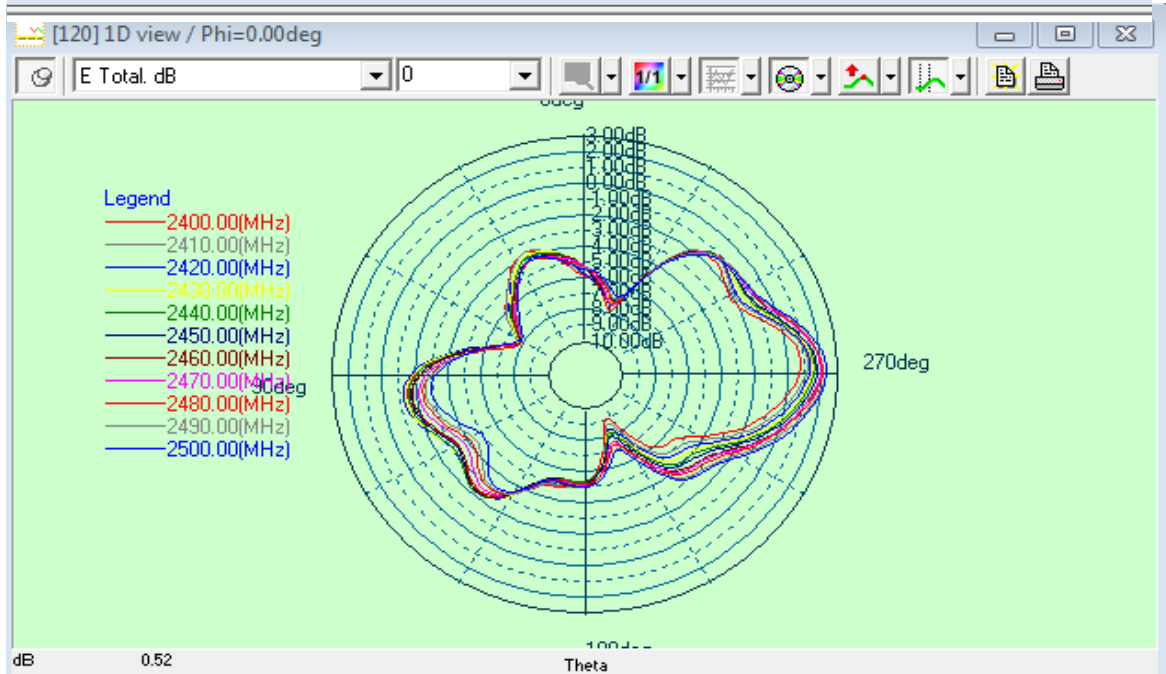 [120] 1D view / Phi=0.00deg
E Total. dB
0
1/1
3.00dB
2.00dB
1.00dB
0.00dB
Legend
2400.00(MHz)
2410.00(MHz)
2420.00(MHz)
2430.00(MHz)
2440.00(MHz)
2450.00(MHz)
2460.00(MHz)
2470.00(MHz)
2480.00(MHz)
2490.00(MHz)
2500.00(MHz)
1.00dB
2.00dB
4.00dB
8.00dB
9.00dB
10.00dB
90deg
270deg
dB
0.52
Theta